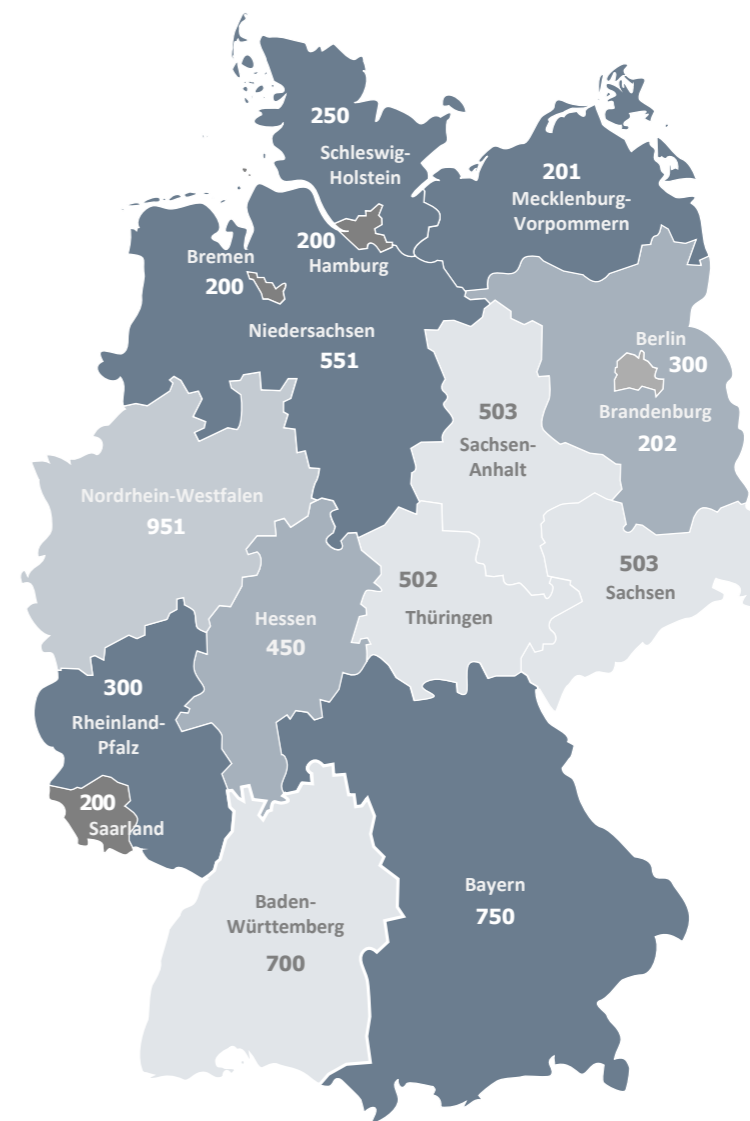 250
Schleswig-
Holstein
201
Mecklenburg-
Vorpommern
200
Hamburg
Bremen
200
Niedersachsen
551
Berlin
300
Brandenburg
202
503
Sachsen-
Anhalt
Nordrhein-Westfalen
951
502
Thüringen
503
Sachsen
Hessen
450
300
Rheinland-
Pfalz
200
Saarland
Baden-
Württemberg
700
Bayern
750